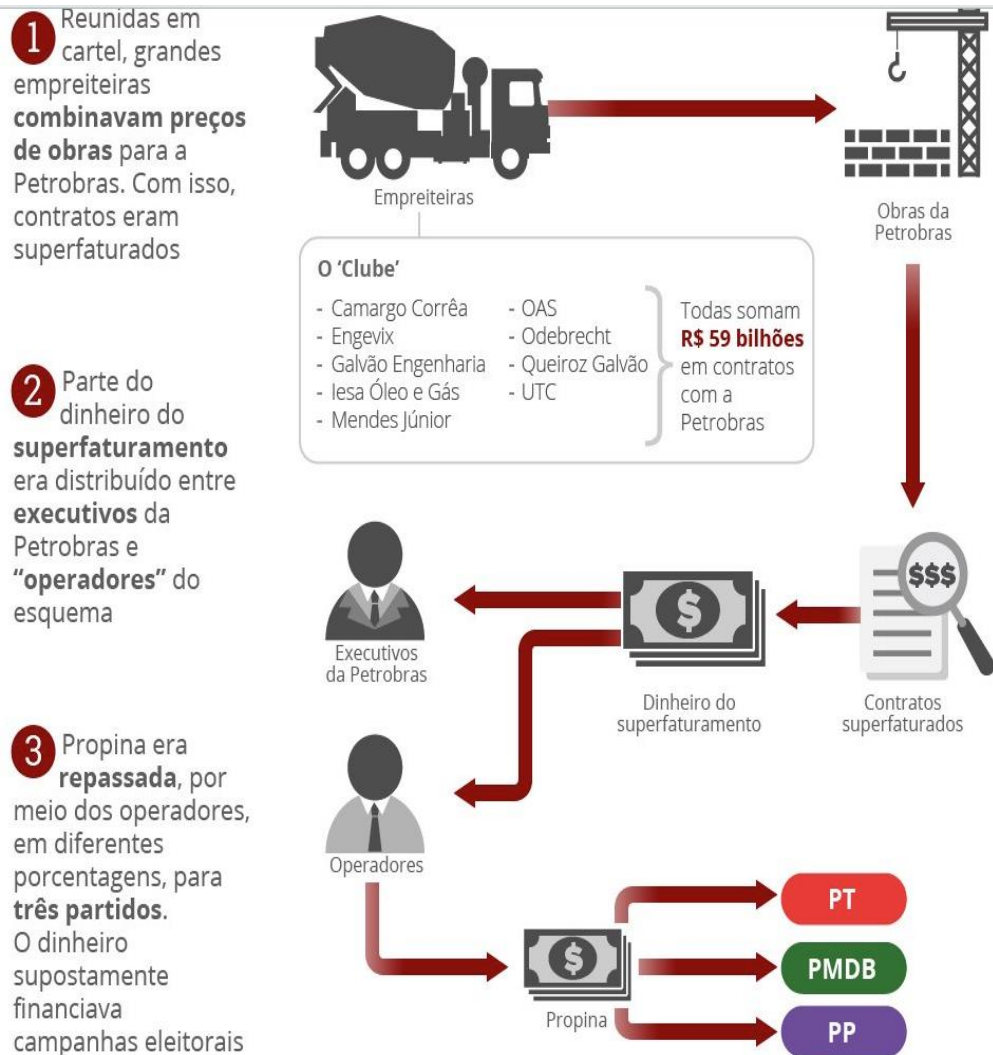 1 Reunidas em
cartel, grandes
empreiteiras
combinavam preços
de obras para a
Petrobras. Com isso,
contratos eram
superfaturados
Empreiteiras
Obras da
Petrobras
O ‘Clube’
- Camargo Corrêa
- Engevix
- Galvão Engenharia
- Iesa Óleo e Gás
- Mendes Júnior
- OAS
- Odebrecht
- Queiroz Galvão
- UTC
Todas somam
R$ 59 bilhões
em contratos
com a
Petrobras
2 Parte do
dinheiro do
superfaturamento
era distribuído entre
executivos da
Petrobras e
“operadores” do
esquema
Executivos
da Petrobras
$
Dinheiro do
superfaturamento
$$$
Contratos
superfaturados
3 Propina era
repassada, por
meio dos operadores,
em diferentes
porcentagens, para
três partidos.
O dinheiro
supostamente
financiava
campanhas eleitorais
Operadores
$
Propina
PT
PMDB
PP